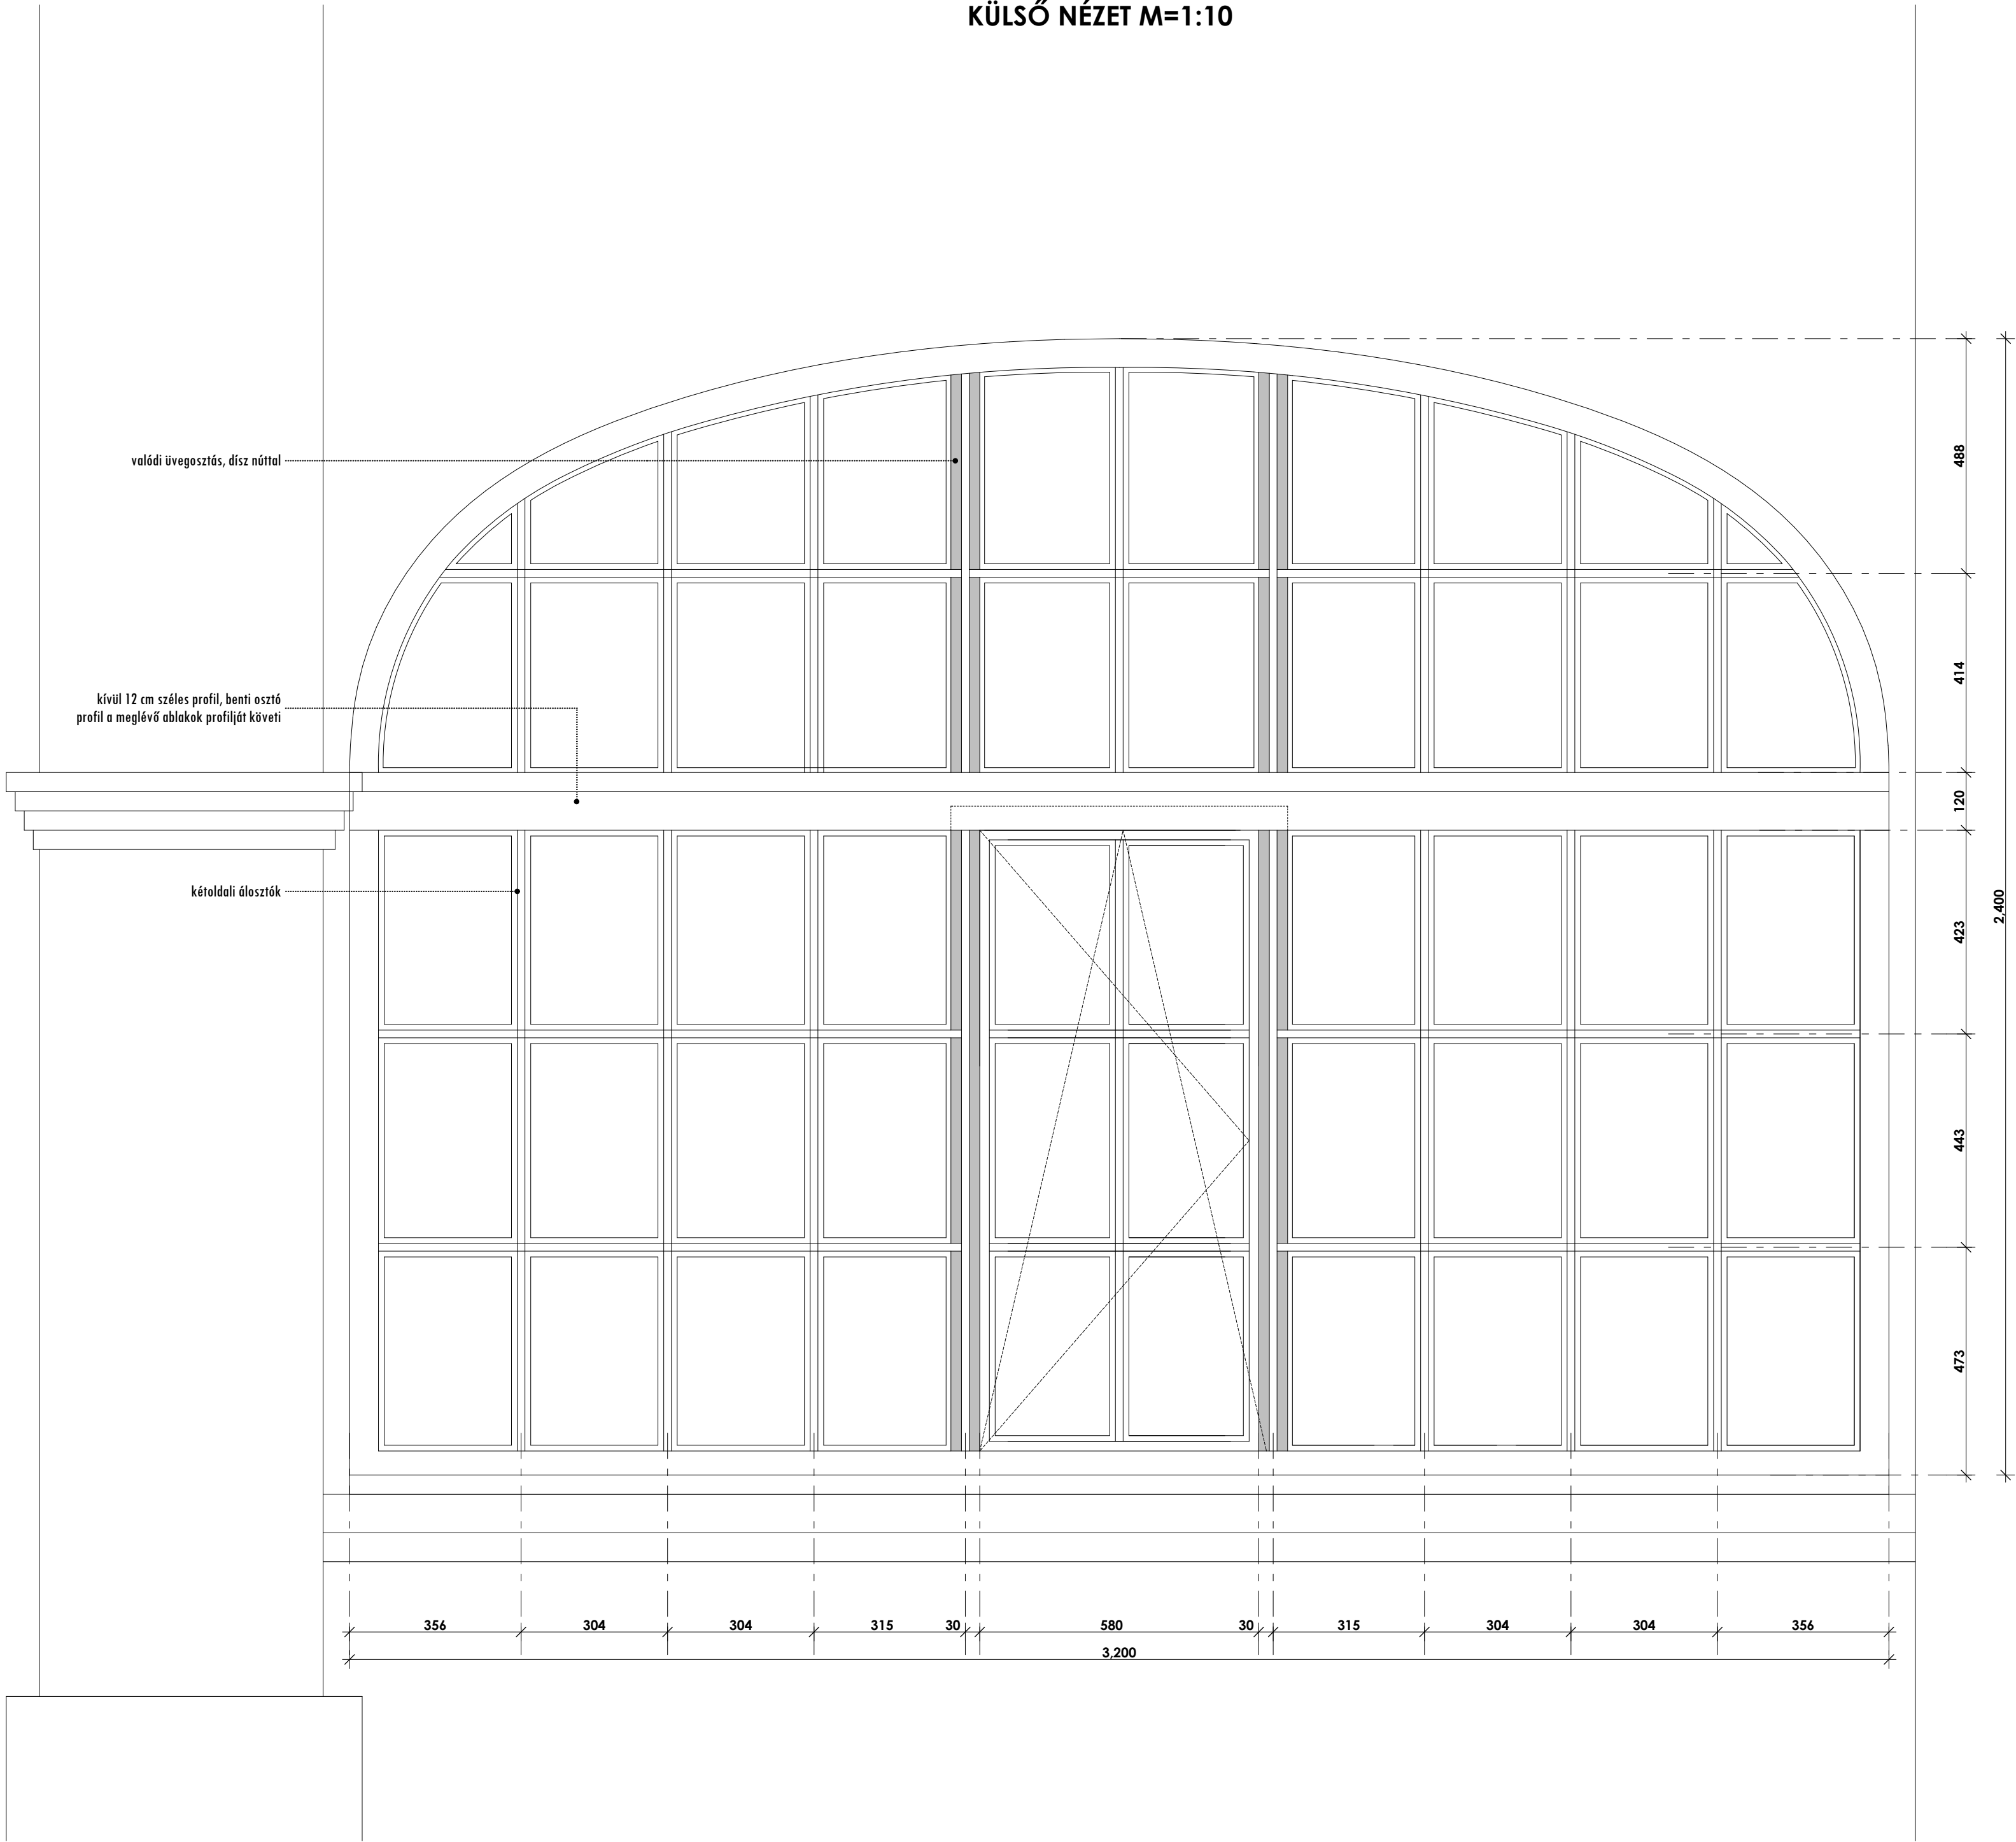 KÜLSŐ NÉZET M=1:10
valódi üvegosztás, dísz núttal
kívül 12 cm széles profil, benti osztó
profil a meglévő ablakok profilját követi
kétoldali álosztók
488
414
120
423
443
473
2,400
356 304 304 315 30 580 30 315 304 304 356
3,200